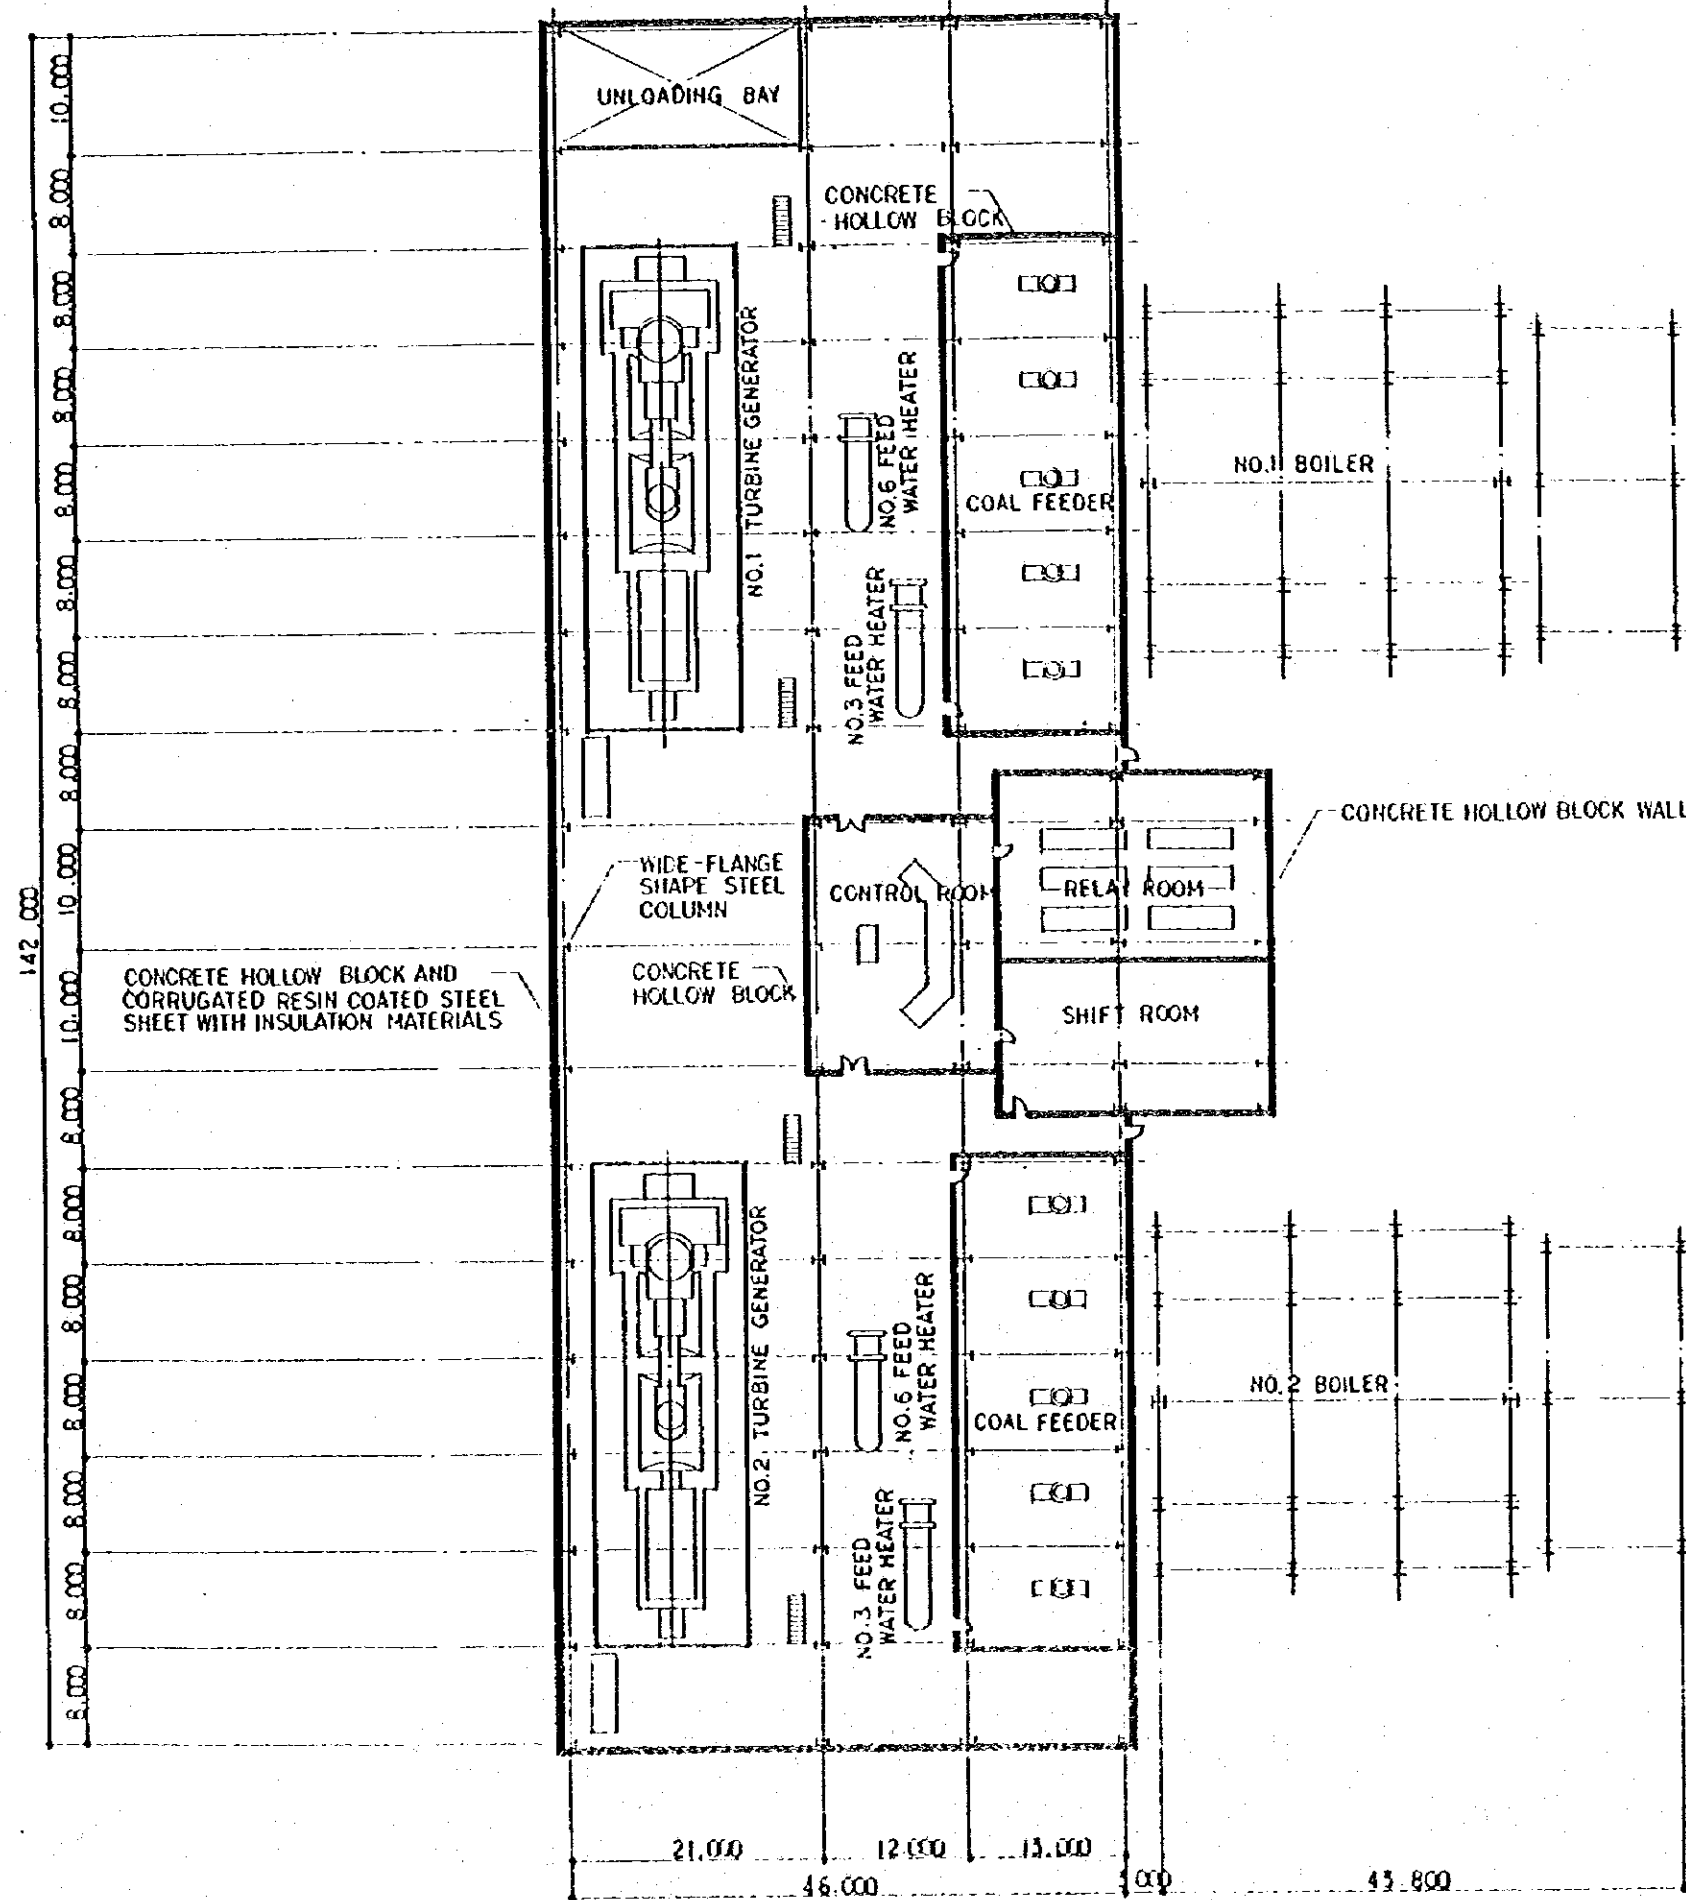 10.000
8.000
8.000
8.000
8.000
8.000
8.000
8.000
10.000
10.000
8.000
8.000
8.000
8.000
8.000
8.000
8.000
142.000
UNLOADING BAY
CONCRETE
HOLLOW BLOCK
NO.1 TURBINE GENERATOR
NO.6 FEED
WATER HEATER
NO.3 FEED
WATER HEATER
COAL FEEDER
NO.1 BOILER
CONCRETE HOLLOW BLOCK WALL
WIDE-FLANGE
SHAPE STEEL
COLUMN
CONTROL ROOM
RELAY ROOM
CONCRETE HOLLOW BLOCK AND
CORRUGATED RESIN COATED STEEL
SHEET WITH INSULATION MATERIALS
CONCRETE
HOLLOW BLOCK
SHIFT ROOM
NO.2 TURBINE GENERATOR
NO.6 FEED
WATER HEATER
NO.3 FEED
WATER HEATER
COAL FEEDER
NO.2 BOILER
21.000 12.000 13.000
46.000 000 43.800